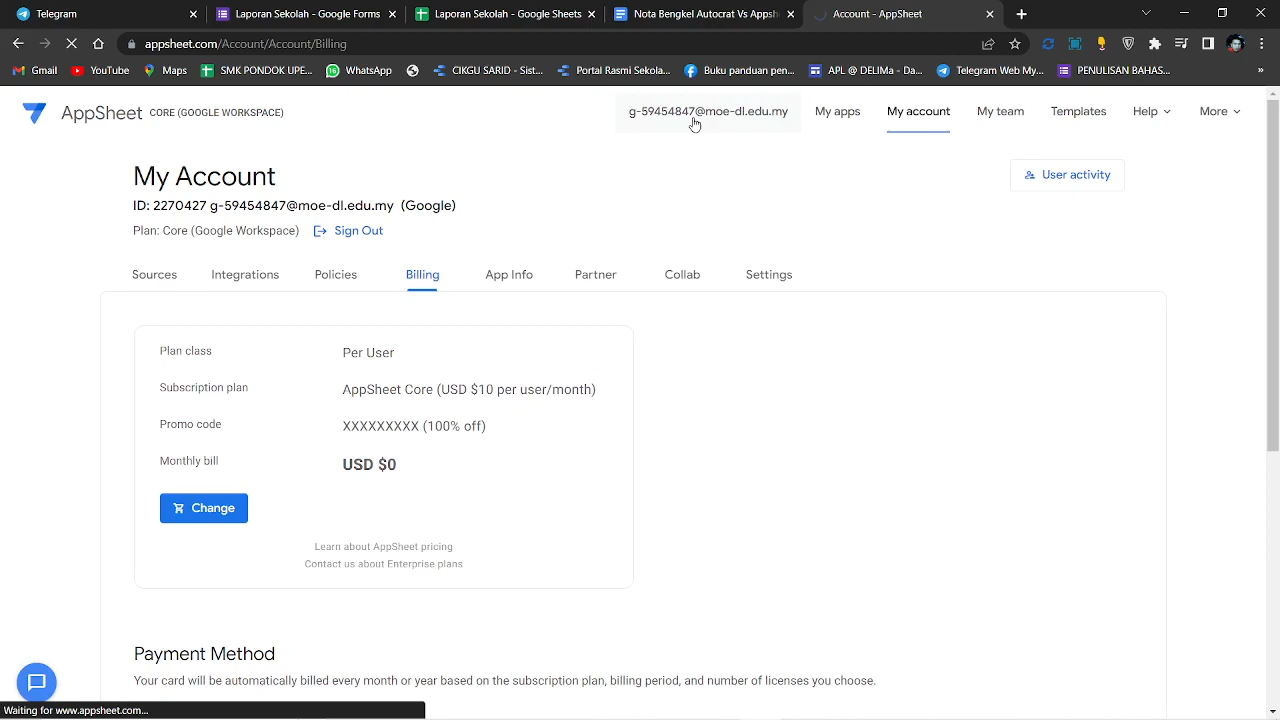 Telegram
Laporan Sekolah - Google Forms
Laporan Sekolah - Google Sheets
Nota Bengkel Autocrat Vs Appsh
Account - AppSheet
appsheet.com/Account/Account/Billing
Gmail
YouTube
Maps
SMK PONDOK UPE...
WhatsApp
CIKGU SARID - Sist...
Portal Rasmi Sekola...
Buku panduan m...
APL @ DELIMa - Da...
Telegram Web My...
PENULISAN BAHAS...
»
AppSheet
CORE (GOOGLE WORKSPACE)
g-59454847@moe-dl.edu.my
My apps
My account
My team
Templates
Help
More
My Account
User activity
ID: 2270427 g-59454847@moe-dl.edu.my (Google)
Plan: Core (Google Workspace)
Sign Out
Sources
Integrations
Policies
Billing
App Info
Partner
Collab
Settings
Plan class
Per User
Subscription plan
AppSheet Core (USD $10 per user/month)
Promo code
XXXXXXXXX (100% off)
Monthly bill
USD $0
Change
Learn about AppSheet pricing
Contact us about Enterprise plans
Payment Method
Your card will be automatically billed every month or year based on the subscription plan, billing period, and number of licenses you choose.
Waiting for www.appsheet.com...